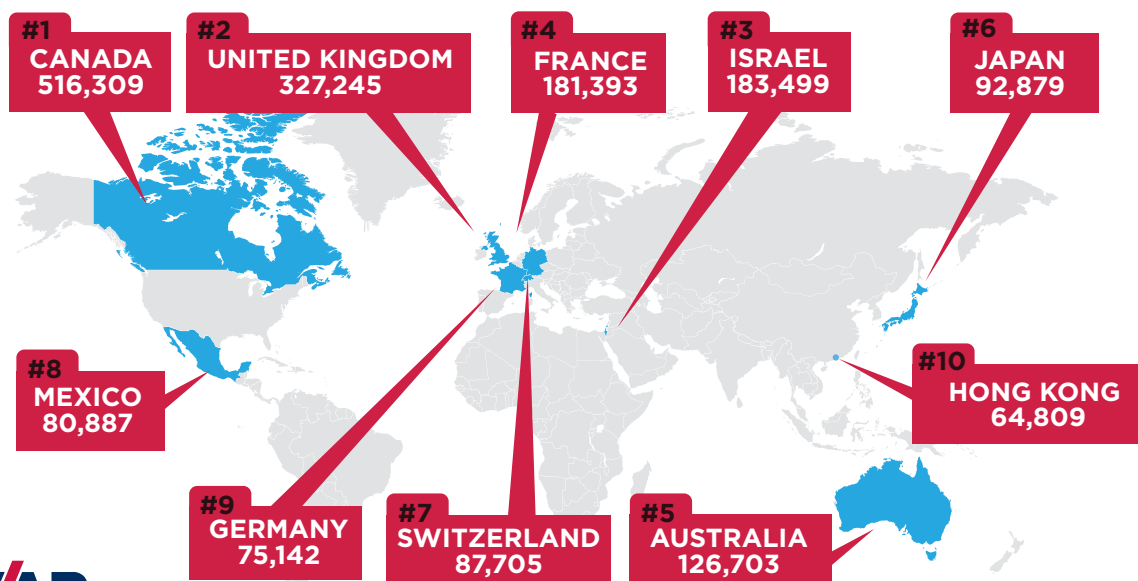 #1
CANADA
516,309
#2
UNITED KINGDOM
327,245
#4
FRANCE
181,393
#3
ISRAEL
183,499
#6
JAPAN
92,879
#8
MEXICO
80,887
#10
HONG KONG
64,809
#9
GERMANY
75,142
#7
SWITZERLAND
87,705
#5
AUSTRALIA
126,703